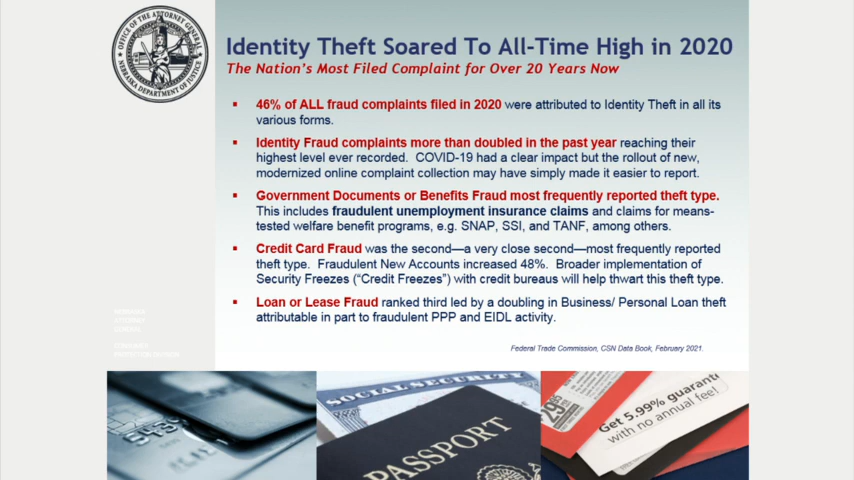 OFFICE OF THE ATTORNEY GENERAL
NEBRASKA DEPARTMENT OF JUSTICE
Identity Theft Soared To All-Time High in 2020
The Nation's Most Filed Complaint for Over 20 Years Now
▪ 46% of ALL fraud complaints filed in 2020 were attributed to Identity Theft in all its
various forms.
▪ Identity Fraud complaints more than doubled in the past year reaching their
highest level ever recorded. COVID-19 had a clear impact but the rollout of new,
modernized online complaint collection may have simply made it easier to report.
▪ Government Documents or Benefits Fraud most frequently reported theft type.
This includes fraudulent unemployment insurance claims and claims for means-
tested welfare benefit programs, e.g. SNAP, SSI, and TANF, among others.
▪ Credit Card Fraud was the second—a very close second—most frequently reported
theft type. Fraudulent New Accounts increased 48%. Broader implementation of
Security Freezes ("Credit Freezes") with credit bureaus will help thwart this theft type.
▪ Loan or Lease Fraud ranked third led by a doubling in Business/ Personal Loan theft
attributable in part to fraudulent PPP and EIDL activity.
Federal Trade Commission, CSN Data Book, February 2021.
NEBRASKA
ATTORNEY
GENERAL
CONSUMER
PROTECTION DIVISION
543
SOCIAL SECURITY
PASSPORT
29.95
Get 5.99% guarant
with no annual fee!